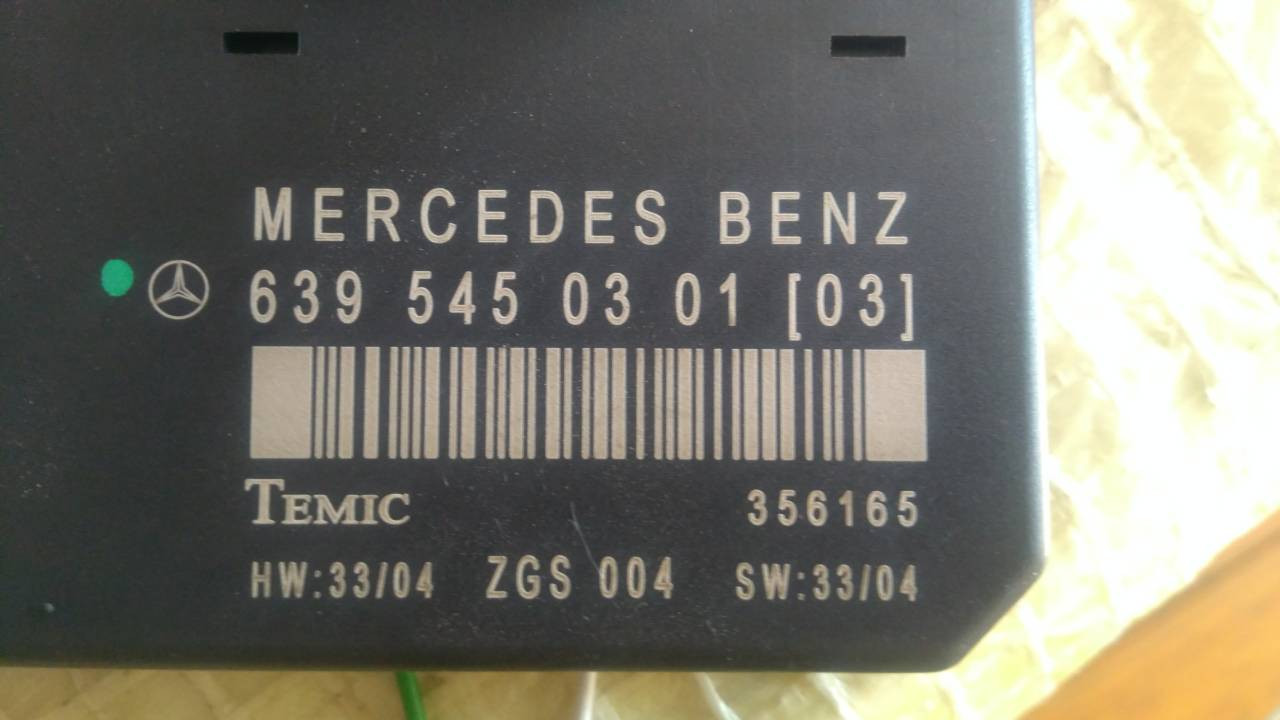 MERCEDES BENZ
639 545 03 01 [03]
TEMIC 356165
HW:33/04 ZGS 004 SW:33/04